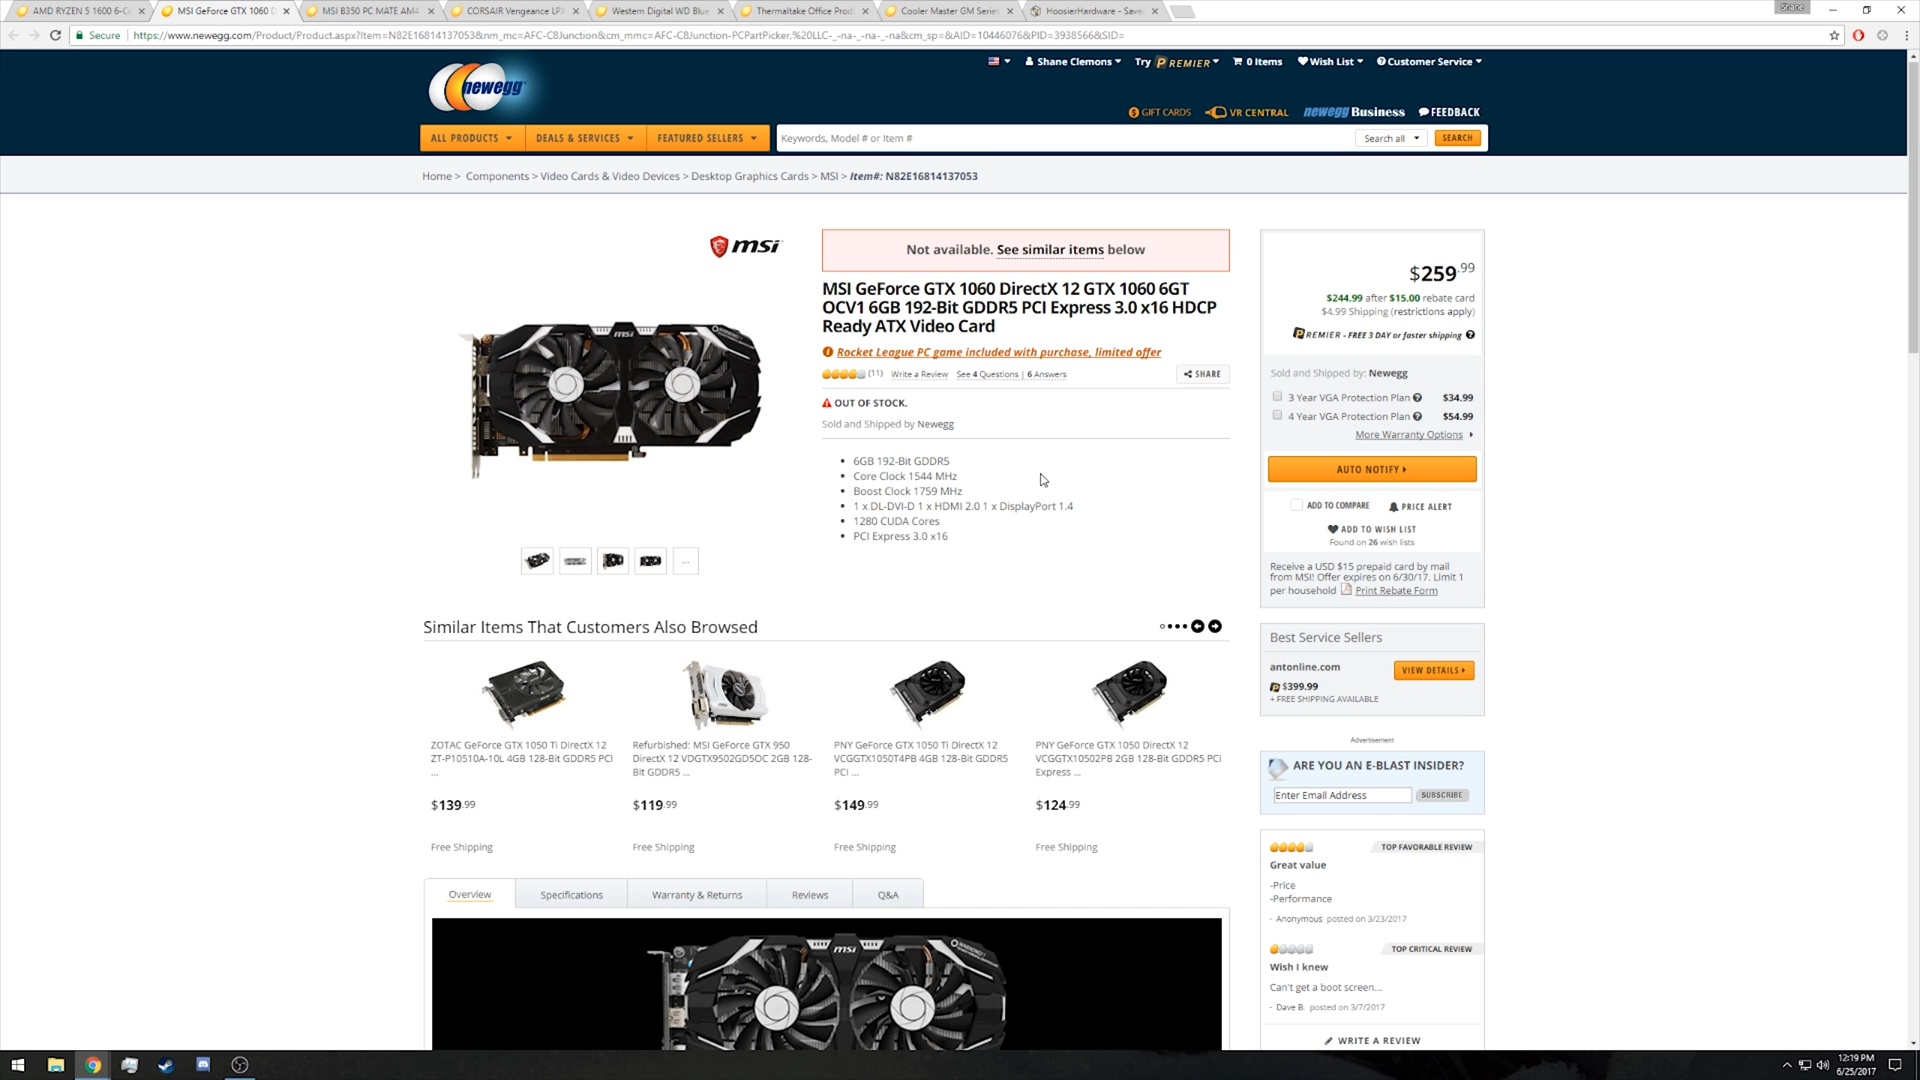 AMD RYZEN 5 1600 6-C
MSI GeForce GTX 1060 D
MSI B350 PC MATE AM4
CORSAIR Vengeance LPX
Western Digital WD Blue
Thermaltake Office Prod
Cooler Master GM Series
HoosierHardware - Save
Shane
Secure
https://www.newegg.com/Product/Product.aspx?Item=N82E16814137053&nm_mc=AFC-C8Junction&cm_mmc=AFC-C8Junction-PCPartPicker,%20LLC-_-na-_-na-_-na&cm_sp=&AID=10446076&PID=3938566&SID=
newegg
Shane Clemons
Try PREMIER
0 Items
Wish List
Customer Service
GIFT CARDS
VR CENTRAL
newegg Business
FEEDBACK
ALL PRODUCTS
DEALS & SERVICES
FEATURED SELLERS
Keywords, Model # or Item #
Search all
SEARCH
Home > Components > Video Cards & Video Devices > Desktop Graphics Cards > MSI > Item#: N82E16814137053
msi
Not available. See similar items below
MSI GeForce GTX 1060 DirectX 12 GTX 1060 6GT
OCV1 6GB 192-Bit GDDR5 PCI Express 3.0 x16 HDCP
Ready ATX Video Card
Rocket League PC game included with purchase, limited offer
(11) Write a Review See 4 Questions | 6 Answers
SHARE
OUT OF STOCK.
Sold and Shipped by Newegg
• 6GB 192-Bit GDDR5
• Core Clock 1544 MHz
• Boost Clock 1759 MHz
• 1 x DL-DVI-D 1 x HDMI 2.0 1 x DisplayPort 1.4
• 1280 CUDA Cores
• PCI Express 3.0 x16
msi
...
$259.99
$244.99 after $15.00 rebate card
$4.99 Shipping (restrictions apply)
PREMIER - FREE 3 DAY or faster shipping
Sold and Shipped by: Newegg
3 Year VGA Protection Plan $34.99
4 Year VGA Protection Plan $54.99
More Warranty Options
AUTO NOTIFY
ADD TO COMPARE
PRICE ALERT
ADD TO WISH LIST
Found on 26 wish lists
Receive a USD $15 prepaid card by mail
from MSI! Offer expires on 6/30/17. Limit 1
per household Print Rebate Form
Best Service Sellers
antonline.com
VIEW DETAILS
$399.99
+ FREE SHIPPING AVAILABLE
Advertisement
ARE YOU AN E-BLAST INSIDER?
Enter Email Address
SUBSCRIBE
TOP FAVORABLE REVIEW
Great value
-Price
-Performance
- Anonymous posted on 3/23/2017
TOP CRITICAL REVIEW
Wish I knew
Can't get a boot screen...
- Dave B. posted on 3/7/2017
WRITE A REVIEW
Similar Items That Customers Also Browsed
ZOTAC GeForce GTX 1050 Ti DirectX 12
ZT-P10510A-10L 4GB 128-Bit GDDR5 PCI
...
$139.99
Free Shipping
Refurbished: MSI GeForce GTX 950
DirectX 12 VDGTX9502GD5OC 2GB 128-
Bit GDDR5 ...
$119.99
Free Shipping
PNY GeForce GTX 1050 Ti DirectX 12
VCGGTX1050T4PB 4GB 128-Bit GDDR5
PCI ...
$149.99
Free Shipping
PNY GeForce GTX 1050 DirectX 12
VCGGTX10502PB 2GB 128-Bit GDDR5 PCI
Express ...
$124.99
Free Shipping
Overview
Specifications
Warranty & Returns
Reviews
Q&A
msi
12:19 PM
6/25/2017